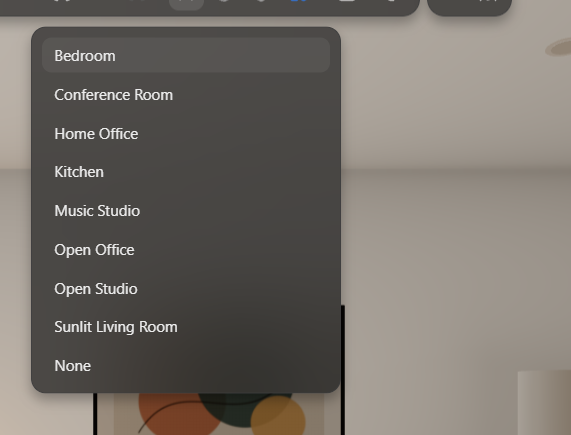 Bedroom
Conference Room
Home Office
Kitchen
Music Studio
Open Office
Open Studio
Sunlit Living Room
None